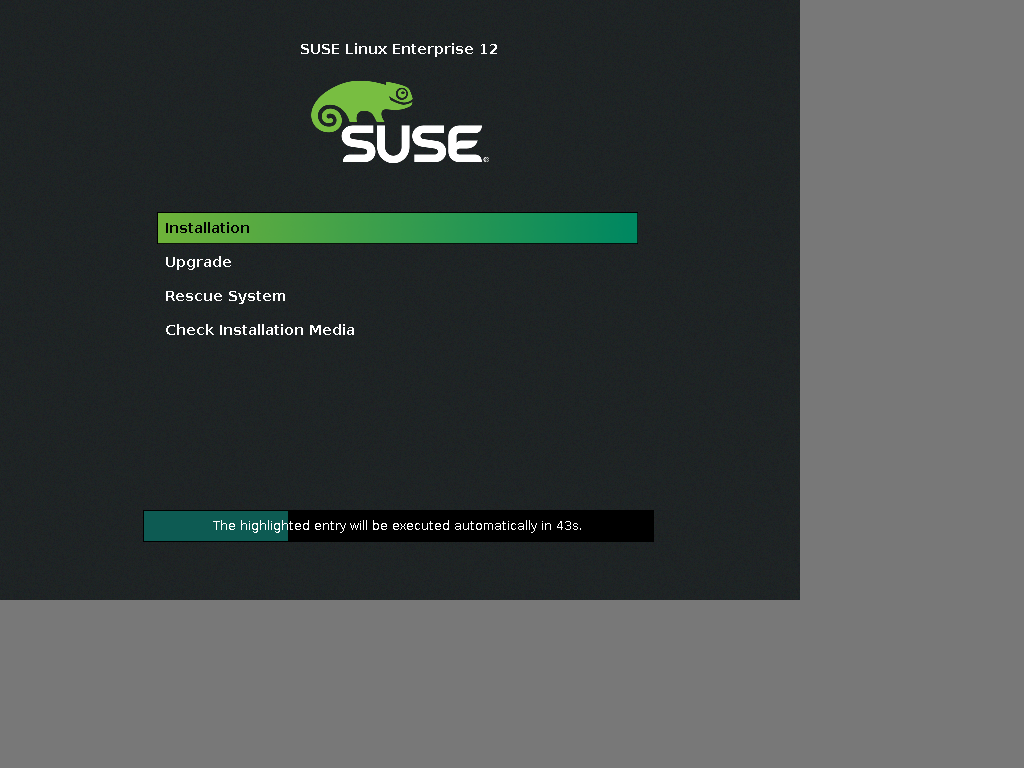 SUSE Linux Enterprise 12
SUSE®
Installation
Upgrade
Rescue System
Check Installation Media
The highlighted entry will be executed automatically in 43s.